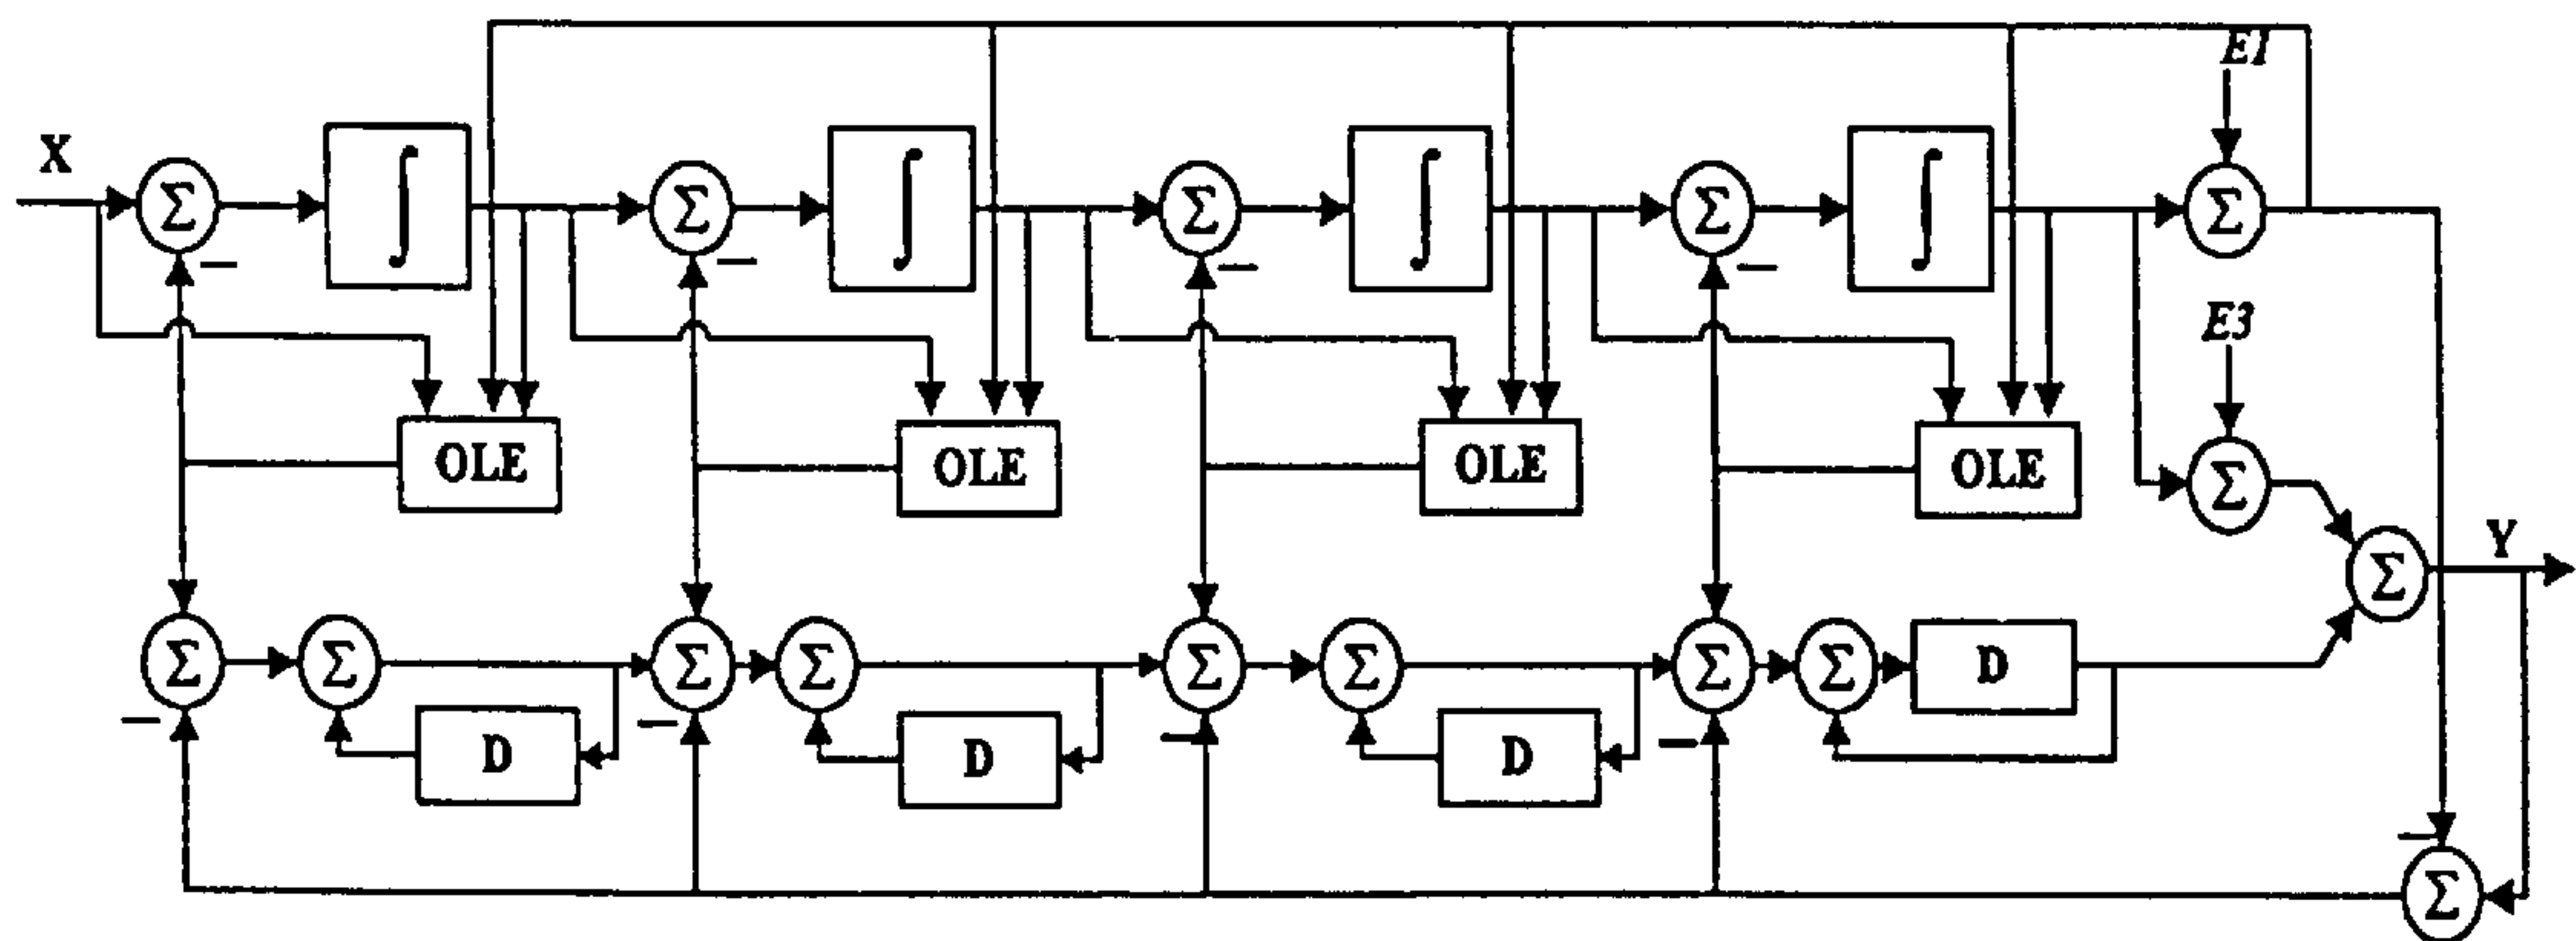 E1
X
Σ ∫ Σ ∫ Σ ∫ Σ ∫ Σ
E3
OLE OLE OLE OLE Σ
Y
Σ
Σ Σ Σ Σ Σ Σ Σ Σ D
D D D
Σ